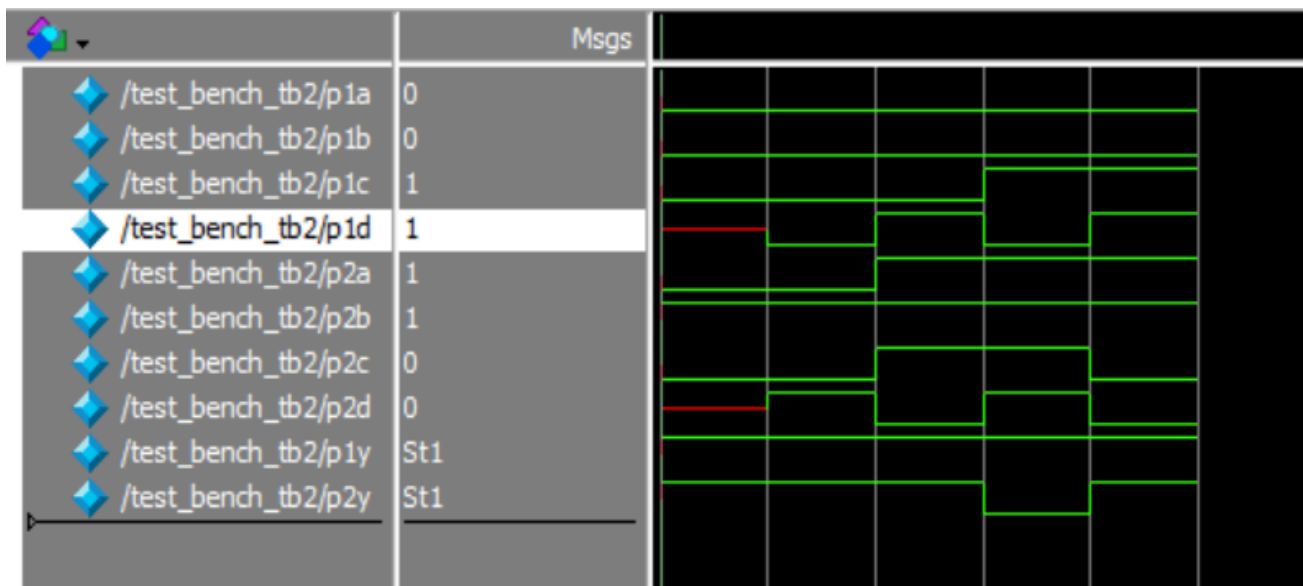 Msgs
/test_bench_tb2/p1a 0
/test_bench_tb2/p1b 0
/test_bench_tb2/p1c 1
/test_bench_tb2/p1d 1
/test_bench_tb2/p2a 1
/test_bench_tb2/p2b 1
/test_bench_tb2/p2c 0
/test_bench_tb2/p2d 0
/test_bench_tb2/p1y St1
/test_bench_tb2/p2y St1